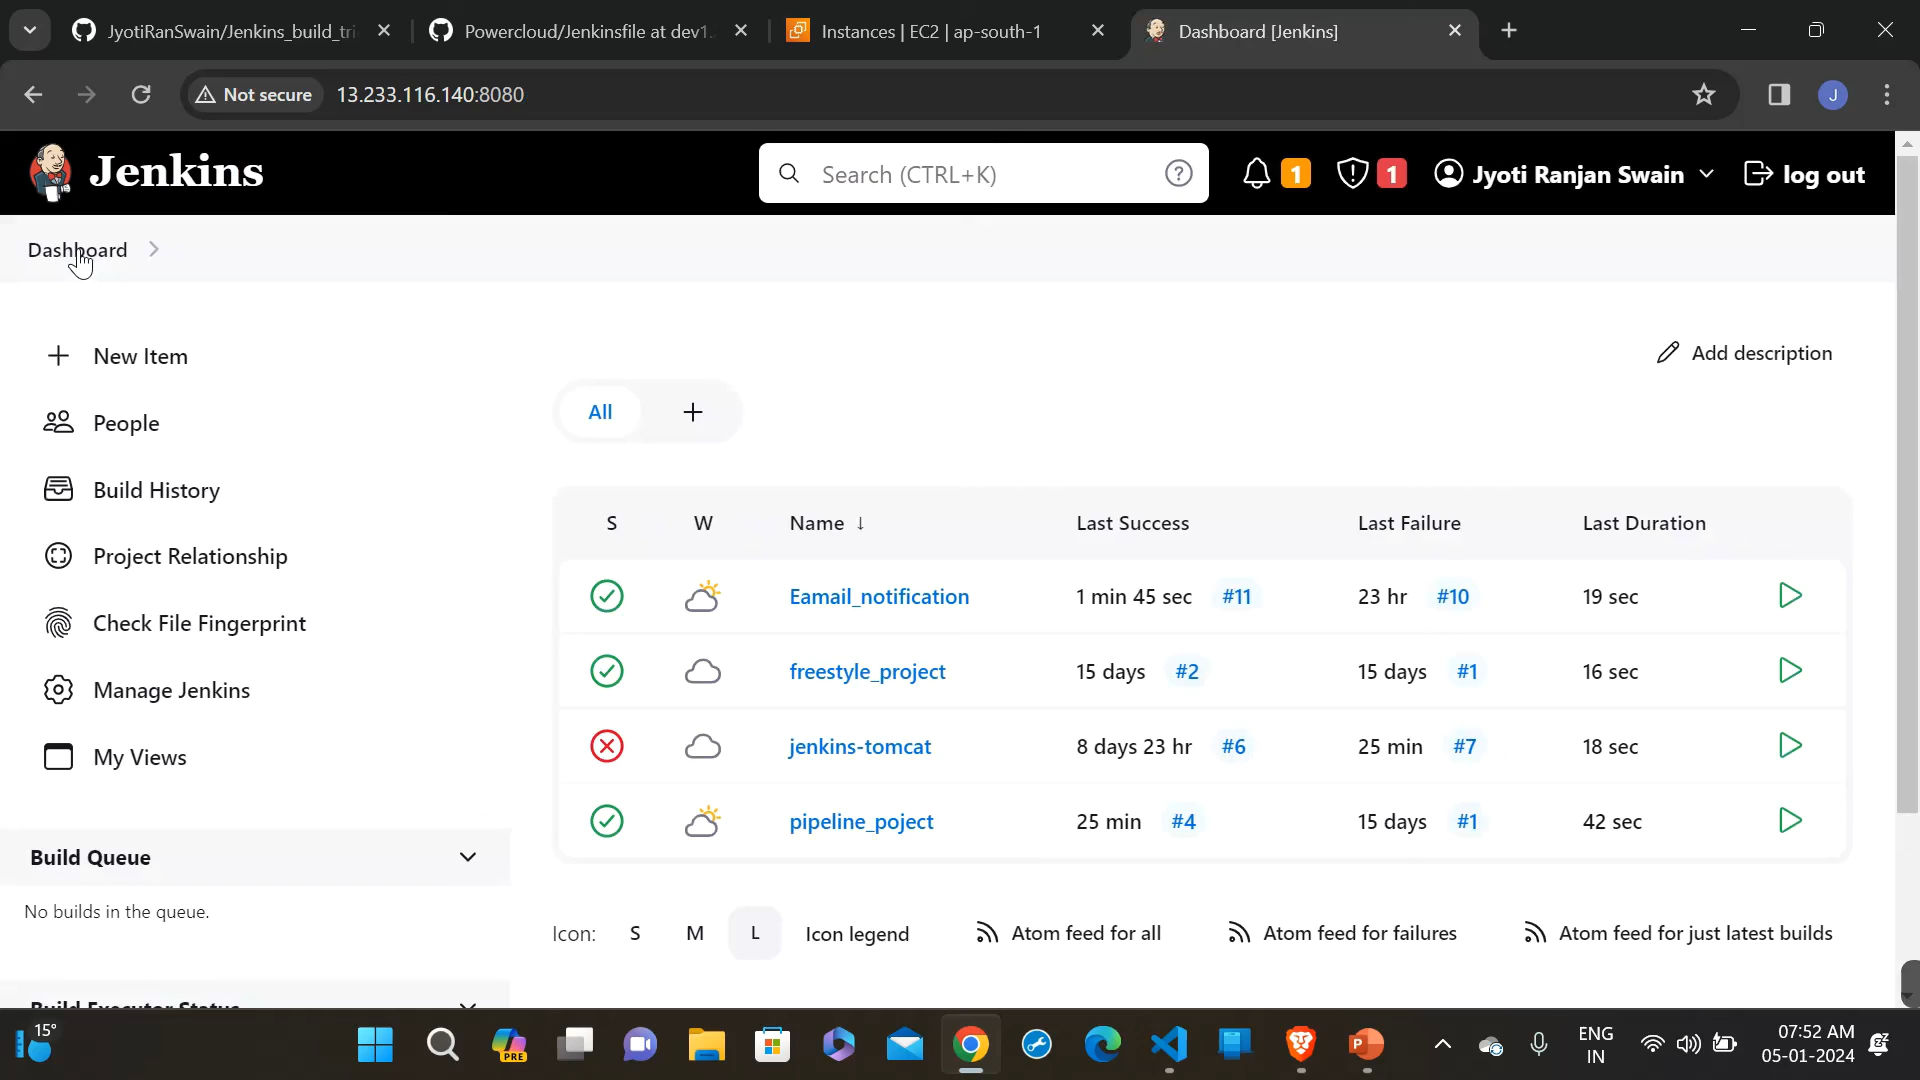 JyotiRanSwain/Jenkins_build_tri
Powercloud/Jenkinsfile at dev1.
Instances | EC2 | ap-south-1
Dashboard [Jenkins]
Not secure
13.233.116.140:8080
J
Jenkins
Search (CTRL+K)
?
1
1
Jyoti Ranjan Swain
log out
Dashboard
New Item
People
Build History
Project Relationship
Check File Fingerprint
Manage Jenkins
My Views
Build Queue
No builds in the queue.
Build Executor Status
Add description
All
+
S W Name ↓ Last Success Last Failure Last Duration
Eamail_notification 1 min 45 sec #11 23 hr #10 19 sec
freestyle_project 15 days #2 15 days #1 16 sec
jenkins-tomcat 8 days 23 hr #6 25 min #7 18 sec
pipeline_poject 25 min #4 15 days #1 42 sec
Icon: S M L Icon legend Atom feed for all Atom feed for failures Atom feed for just latest builds
15°
PRE
P
ENG
IN
07:52 AM
05-01-2024